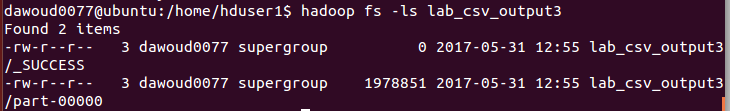 dawoud0077@ubuntu:/home/hduser1$ hadoop fs -ls lab_csv_output3
Found 2 items
-rw-r--r--   3 dawoud0077 supergroup          0 2017-05-31 12:55 lab_csv_output3
/_SUCCESS
-rw-r--r--   3 dawoud0077 supergroup    1978851 2017-05-31 12:55 lab_csv_output3
/part-00000